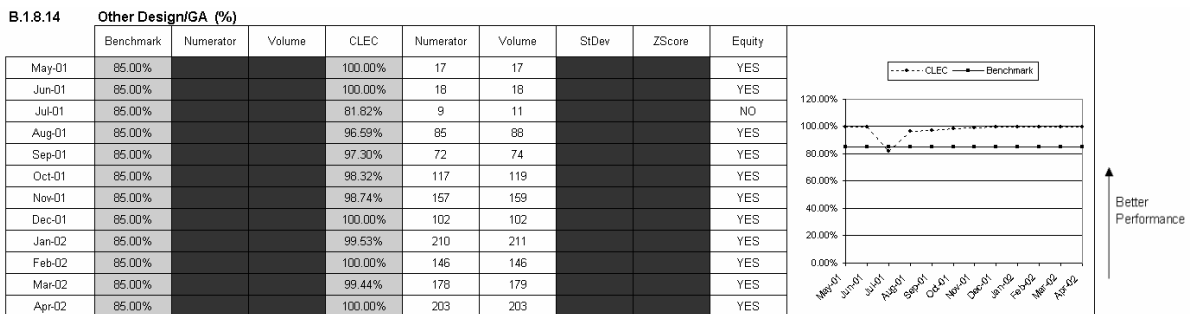 B.1.8.14 Other Design/GA (%)
Benchmark Numerator Volume CLEC Numerator Volume StDev ZScore Equity
May-01 85.00% 100.00% 17 17 YES
Jun-01 85.00% 100.00% 18 18 YES
Jul-01 85.00% 81.82% 9 11 NO
Aug-01 85.00% 96.59% 85 88 YES
Sep-01 85.00% 97.30% 72 74 YES
Oct-01 85.00% 98.32% 117 119 YES
Nov-01 85.00% 98.74% 157 159 YES
Dec-01 85.00% 100.00% 102 102 YES
Jan-02 85.00% 99.53% 210 211 YES
Feb-02 85.00% 100.00% 146 146 YES
Mar-02 85.00% 99.44% 178 179 YES
Apr-02 85.00% 100.00% 203 203 YES
CLEC Benchmark
120.00%
100.00%
80.00%
60.00%
40.00%
20.00%
0.00%
May-01 Jun-01 Jul-01 Aug-01 Sep-01 Oct-01 Nov-01 Dec-01 Jan-02 Feb-02 Mar-02 Apr-02
Better
Performance